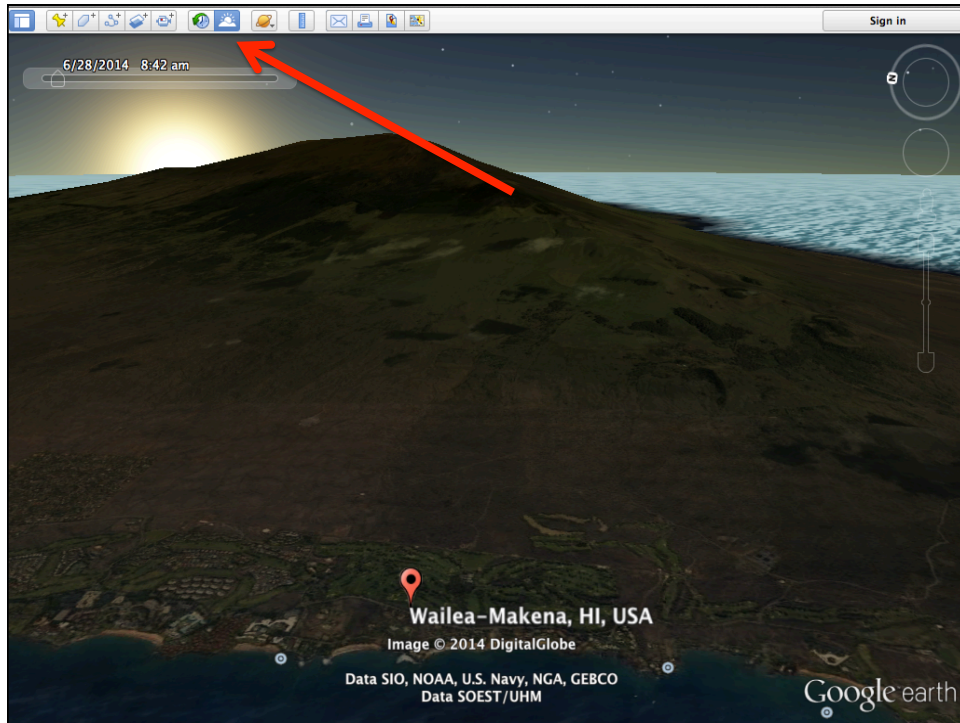 Sign in
6/28/2014 8:42 am
N
Wailea-Makena, HI, USA
Image © 2014 DigitalGlobe
Data SIO, NOAA, U.S. Navy, NGA, GEBCO
Data SOEST/UHM
Google earth